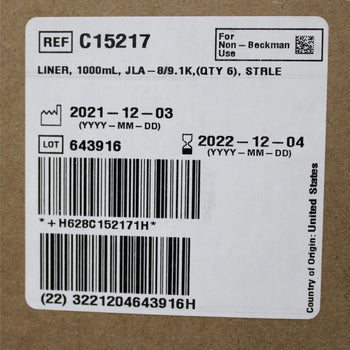 REF C15217
For
Non-Beckman
Use
LINER, 1000mL, JLA-8/9.1K,(QTY 6), STRLE
2021-12-03
(YYYY-MM-DD)
LOT 643916
2022-12-04
(YYYY-MM-DD)
*+H628C152171H*
(22) 3221204643916H
Country of Origin: United States